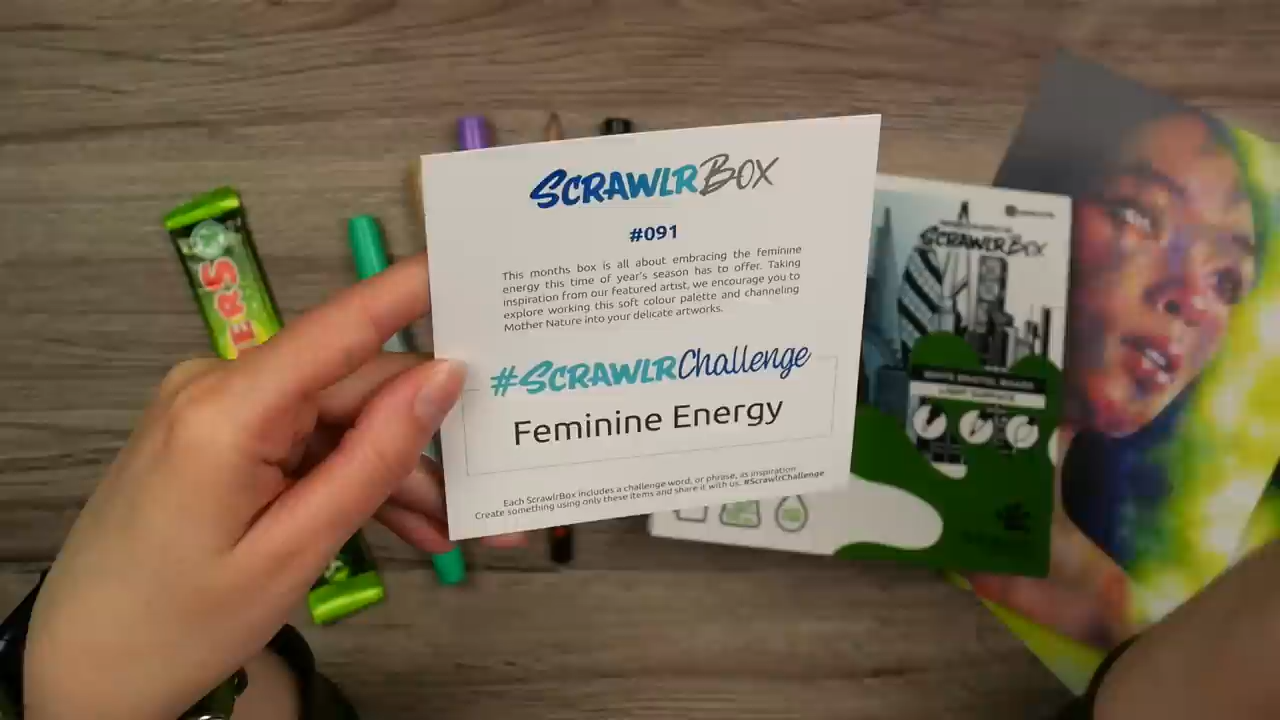 SCRAWLRBOX
#091
This months box is all about embracing the feminine
energy this time of year's season has to offer. Taking
inspiration from our featured artist, we encourage you to
explore working this soft colour palette and channeling
Mother Nature into your delicate artworks.
#SCRAWLRChallenge
Feminine Energy
Each ScrawlrBox includes a challenge word, or phrase, as inspiration
Create something using only these items and share it with us. #ScrawlrChallenge
ERS
SCRAWLRBOX